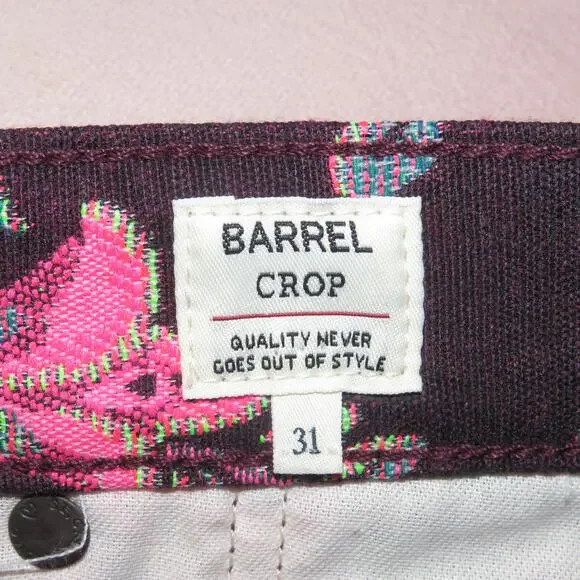 BARREL
CROP
QUALITY NEVER
GOES OUT OF STYLE
31